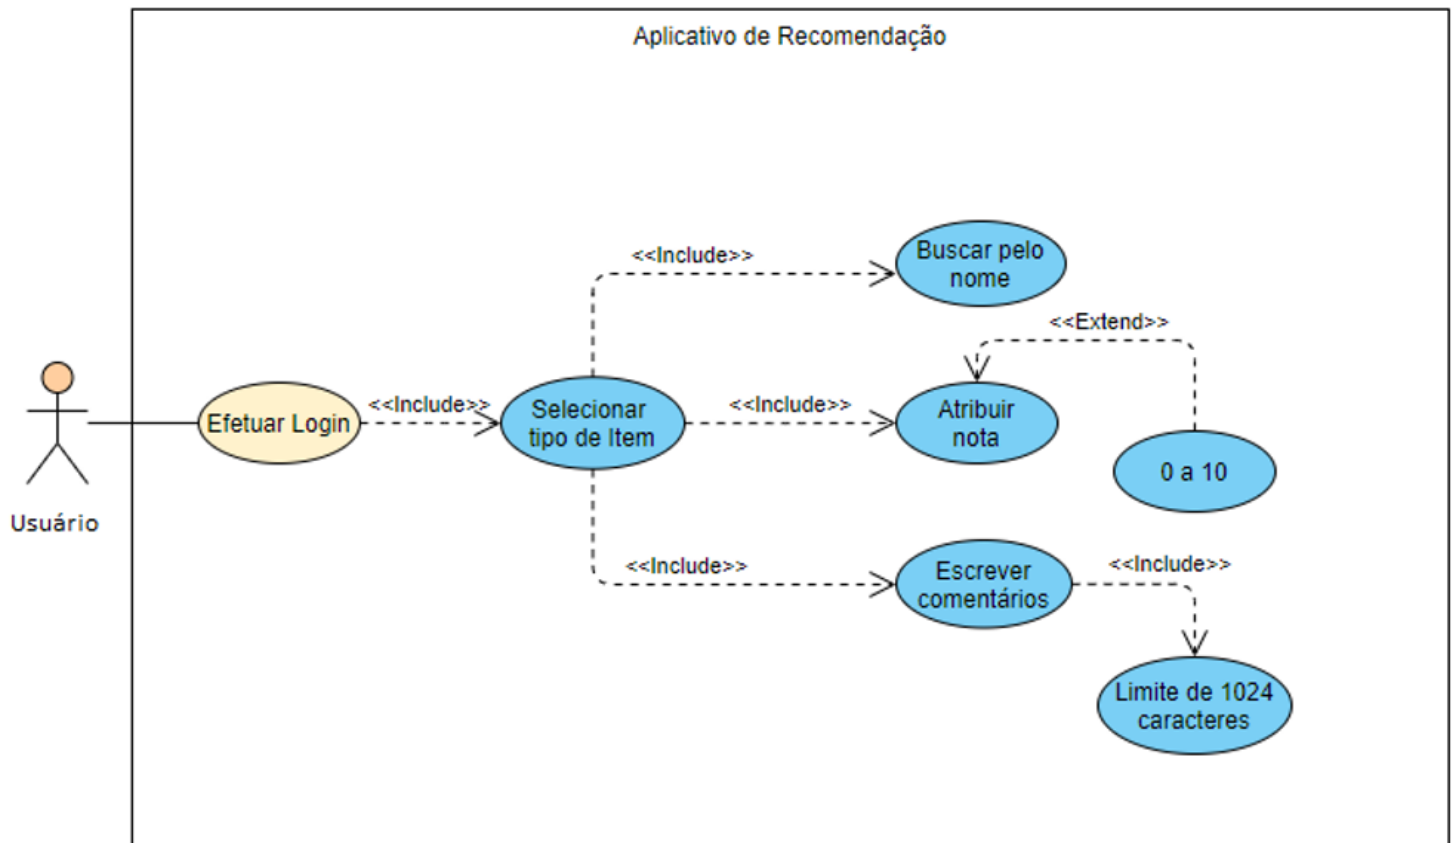 Aplicativo de Recomendação
<<Include>>
Buscar pelo
nome
<<Extend>>
Usuário
Efetuar Login
<<Include>>
Selecionar
tipo de Item
<<Include>>
Atribuir
nota
0 a 10
<<Include>>
Escrever
comentários
<<Include>>
Limite de 1024
caracteres